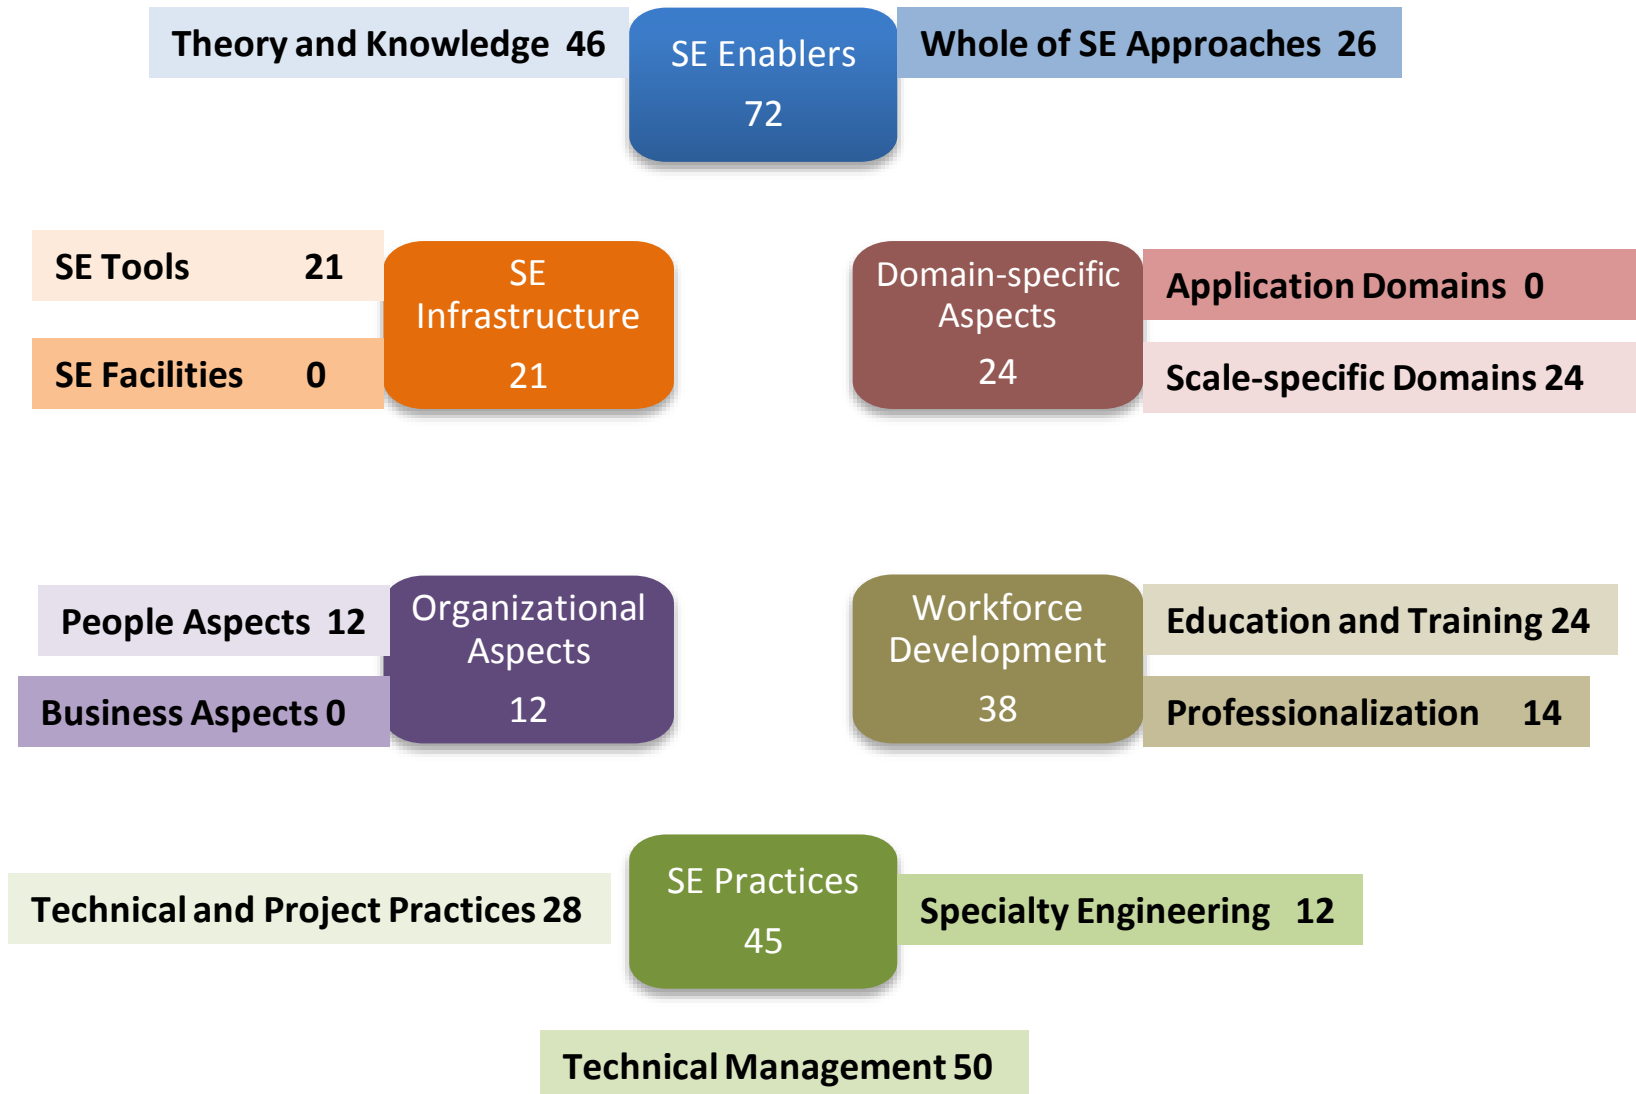 Theory and Knowledge 46
SE Enablers
72
Whole of SE Approaches 26
SE Tools 21
SE Facilities 0
SE
Infrastructure
21
Domain-specific
Aspects
24
Application Domains 0
Scale-specific Domains 24
People Aspects 12
Business Aspects 0
Organizational
Aspects
12
Workforce
Development
38
Education and Training 24
Professionalization 14
Technical and Project Practices 28
SE Practices
45
Specialty Engineering 12
Technical Management 50